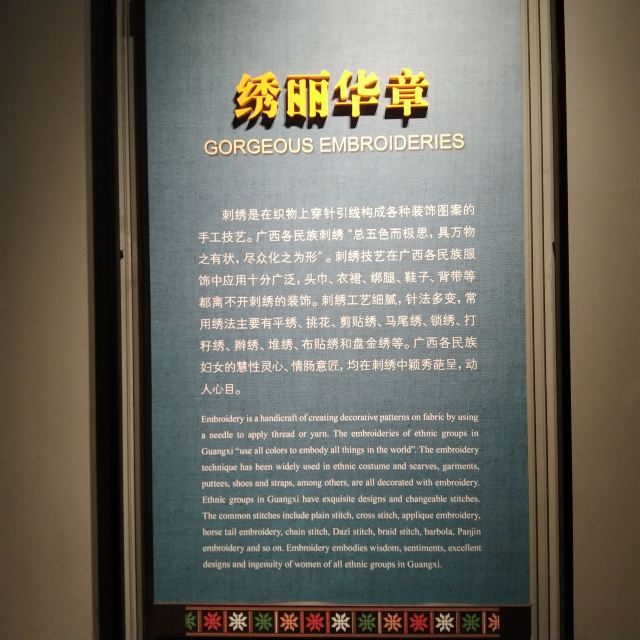 绣丽华章
GORGEOUS EMBROIDERIES
刺绣是在织物上穿针引线构成各种装饰图案的
手工技艺。广西各民族刺绣“总五色而极思，具万物
之有状，尽众化之为形”。刺绣技艺在广西各民族服
饰中应用十分广泛，头巾、衣裙、绑腿、鞋子、背带等
都离不开刺绣的装饰。刺绣工艺细腻，针法多变，常
用绣法主要有平绣、挑花、剪贴绣、马尾绣、锁绣、打
籽绣、辫绣、堆绣、布贴绣和盘金绣等。广西各民族
妇女的慧性灵心、情肠意匠，均在刺绣中颖秀葩呈，动
人心目。
Embroidery is a handicraft of creating decorative patterns on fabric by using
a needle to apply thread or yarn. The embroideries of ethnic groups in
Guangxi “use all colors to embody all things in the world”. The embroidery
technique has been widely used in ethnic costume and scarves, garments,
puttees, shoes and straps, among others, are all decorated with embroidery.
Ethnic groups in Guangxi have exquisite designs and changeable stitches.
The common stitches include plain stitch, cross stitch, applique embroidery,
horse tail embroidery, chain stitch, Dazi stitch, braid stitch, barbola, Panjin
embroidery and so on. Embroidery embodies wisdom, sentiments, excellent
designs and ingenuity of women of all ethnic groups in Guangxi.